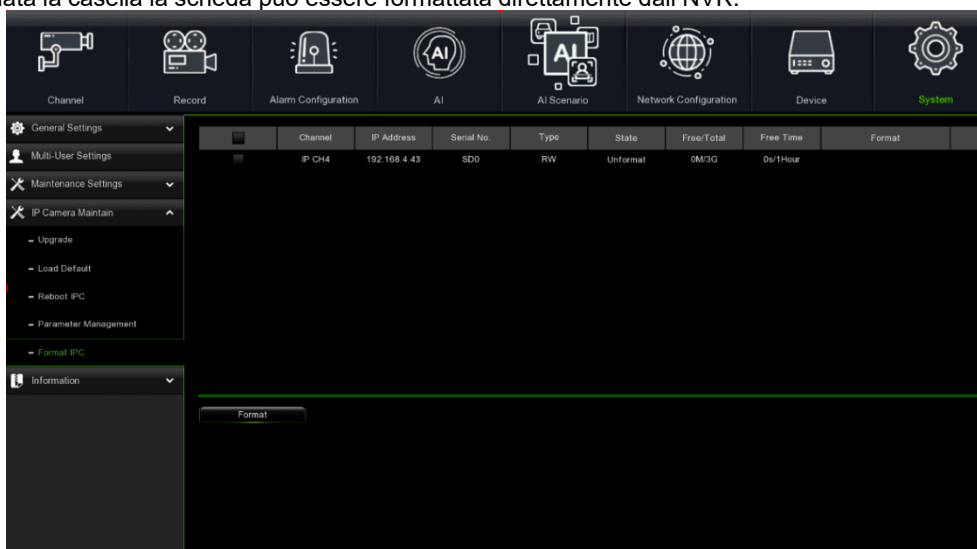 la casella la scheda può essere formattata direttamente dall'NVR.
AI
Channel
Record
Alarm Configuration
AI
AI Scenario
Network Configuration
Device
System
General Settings
Multi-User Settings
Maintenance Settings
IP Camera Maintain
Upgrade
Load Default
Reboot IPC
Parameter Management
Format IPC
Information
Channel IP Address Serial No. Type State Free/Total Free Time Format
IP CH4 192.168.4.43 SD0 RW Unformat 0M/3G 0s/1Hour
Format